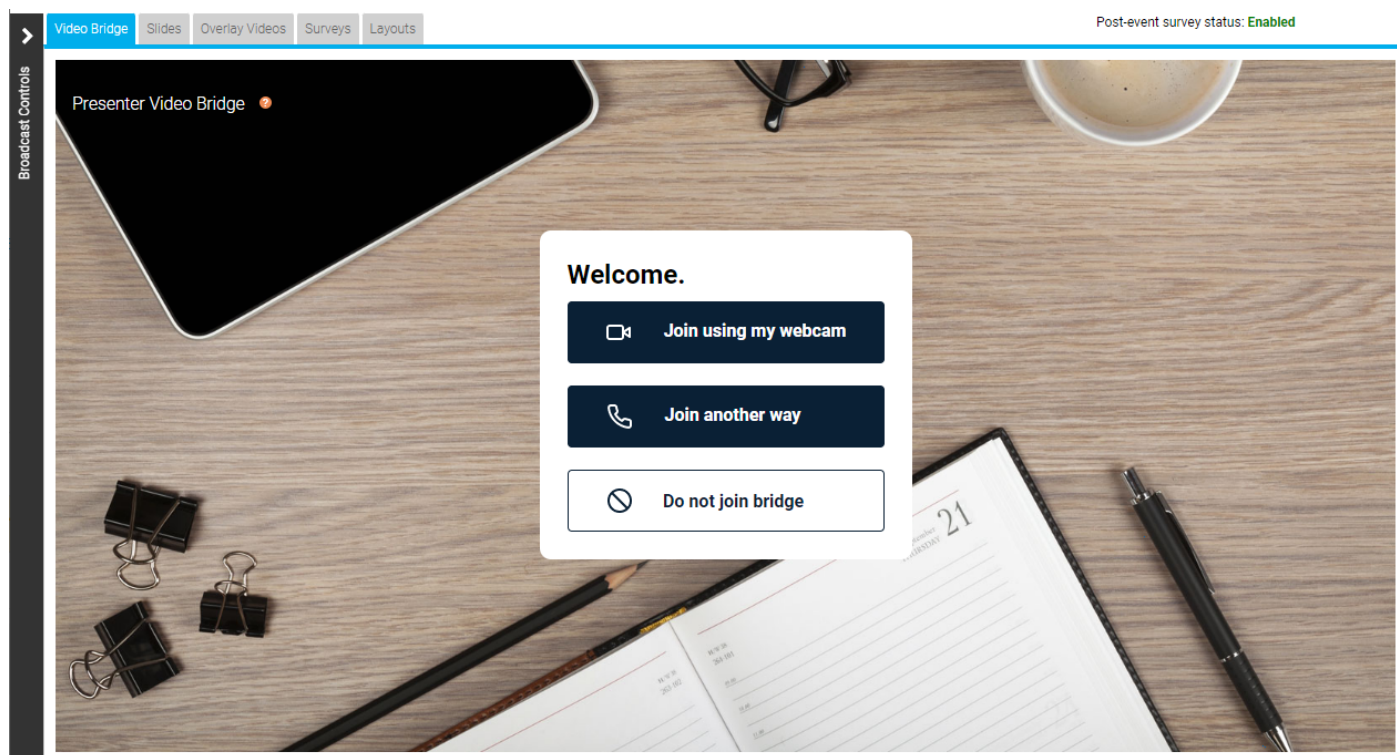 Video Bridge Slides Overlay Videos Surveys Layouts
Post-event survey status: Enabled
Broadcast Controls
Presenter Video Bridge
Welcome.
Join using my webcam
Join another way
Do not join bridge
21